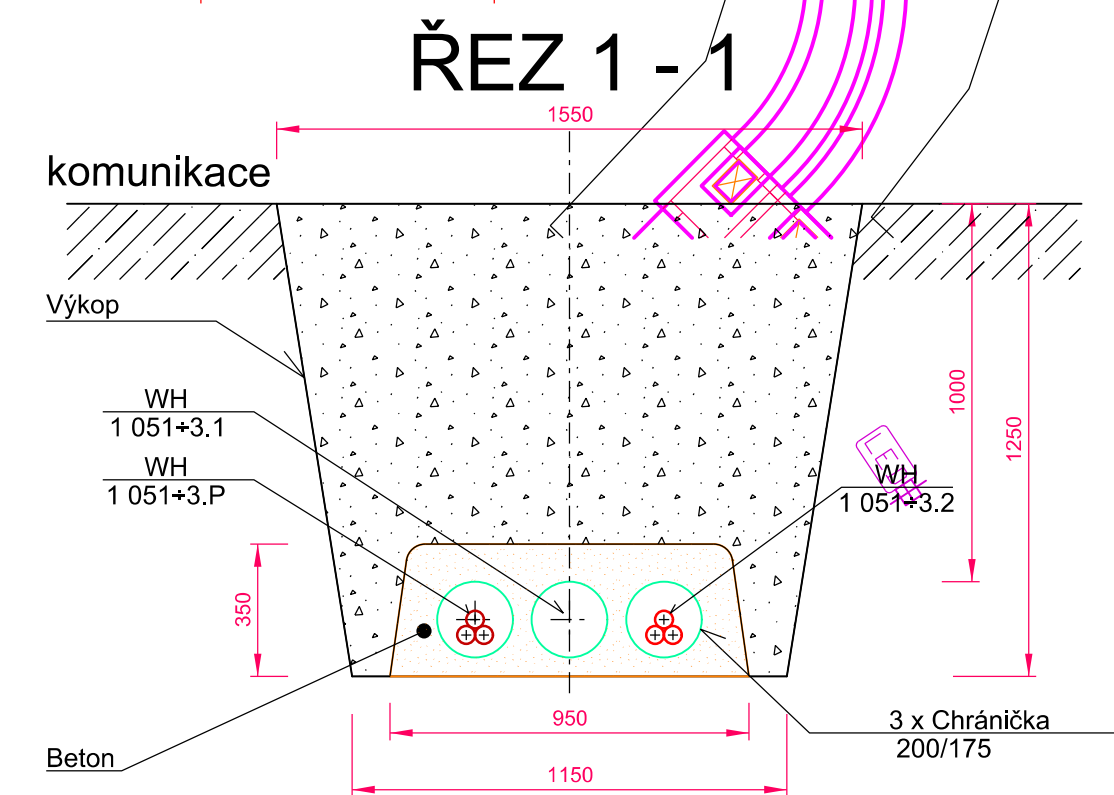 ŘEZ 1 - 1
1550
komunikace
Výkop
WH
1 051÷3.1
WH
1 051÷3.P
WH
1 051÷3.2
1000
1250
350
950
3 x Chránička
200/175
Beton
1150